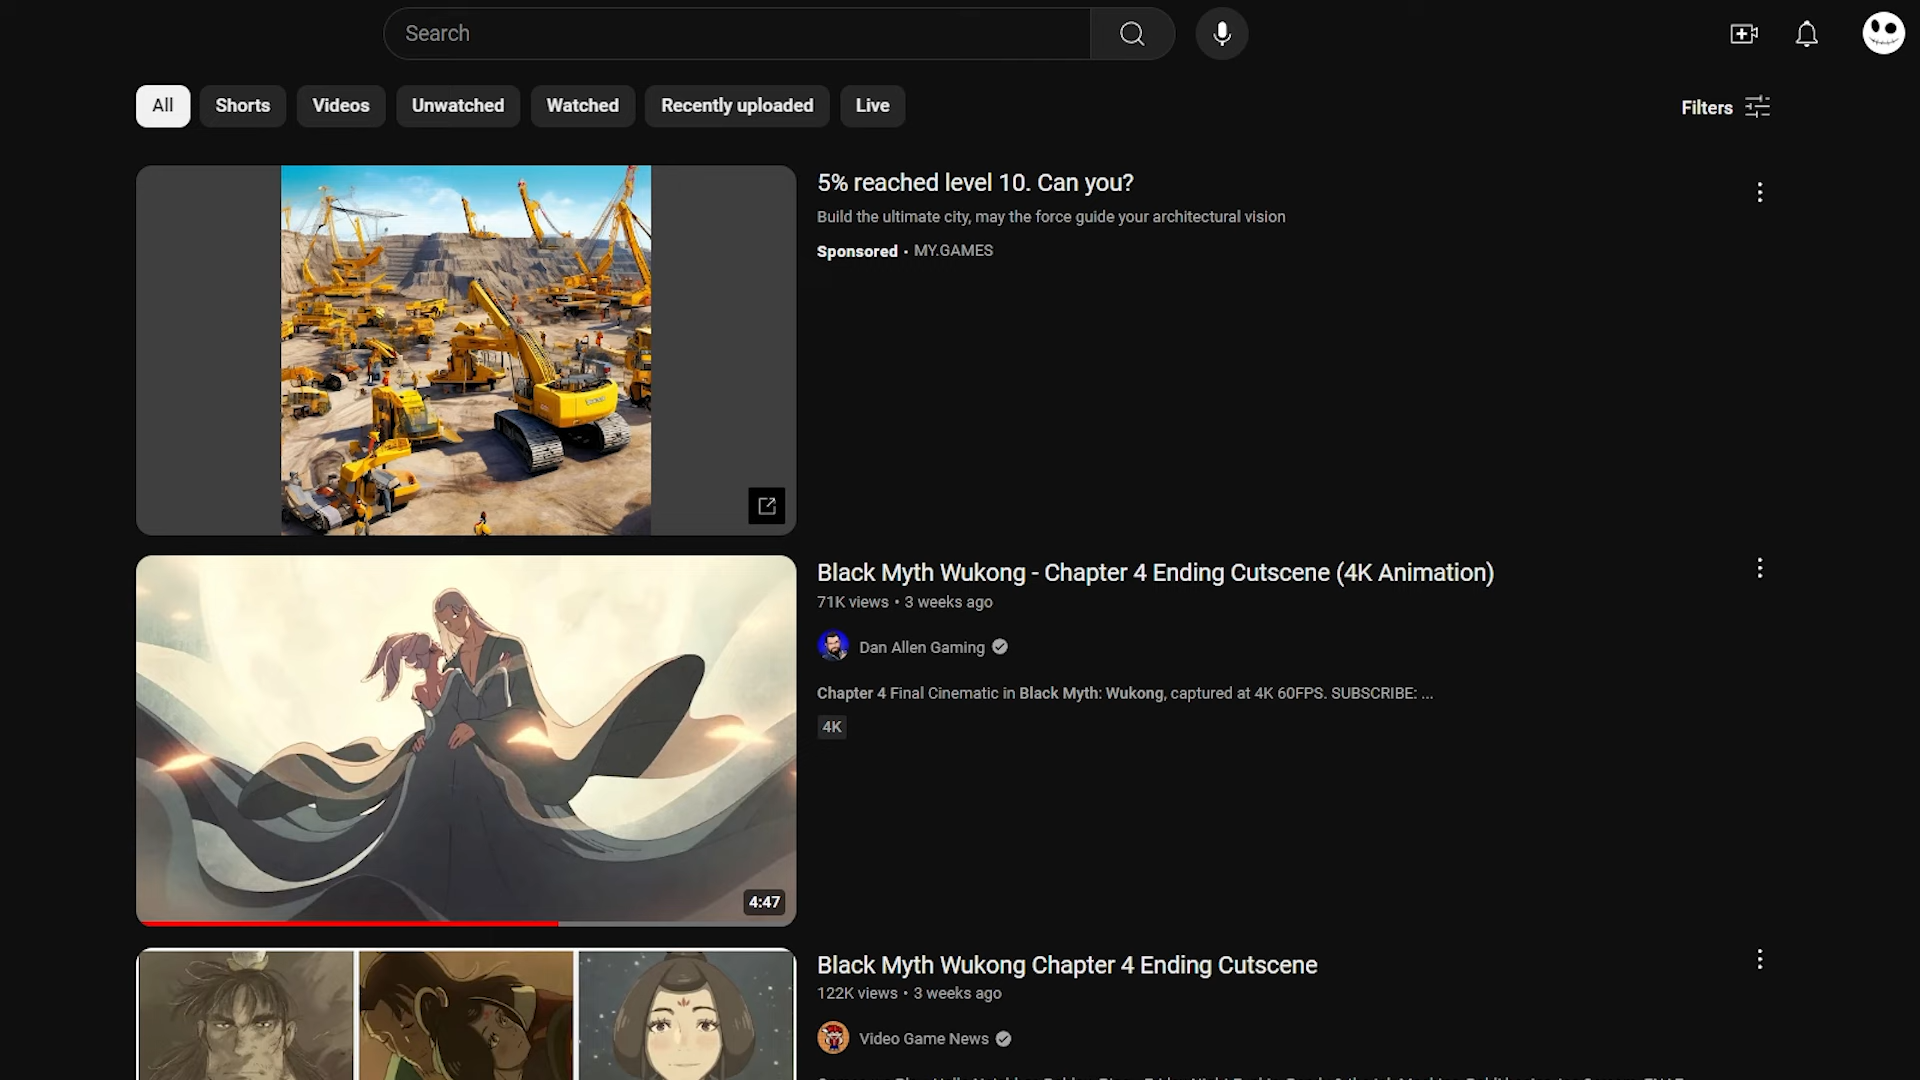 Search
All
Shorts
Videos
Unwatched
Watched
Recently uploaded
Live
Filters
5% reached level 10. Can you?
Build the ultimate city, may the force guide your architectural vision
Sponsored · MY.GAMES
Black Myth Wukong - Chapter 4 Ending Cutscene (4K Animation)
71K views • 3 weeks ago
Dan Allen Gaming
Chapter 4 Final Cinematic in Black Myth: Wukong, captured at 4K 60FPS. SUBSCRIBE: ...
4K
4:47
Black Myth Wukong Chapter 4 Ending Cutscene
122K views • 3 weeks ago
Video Game News